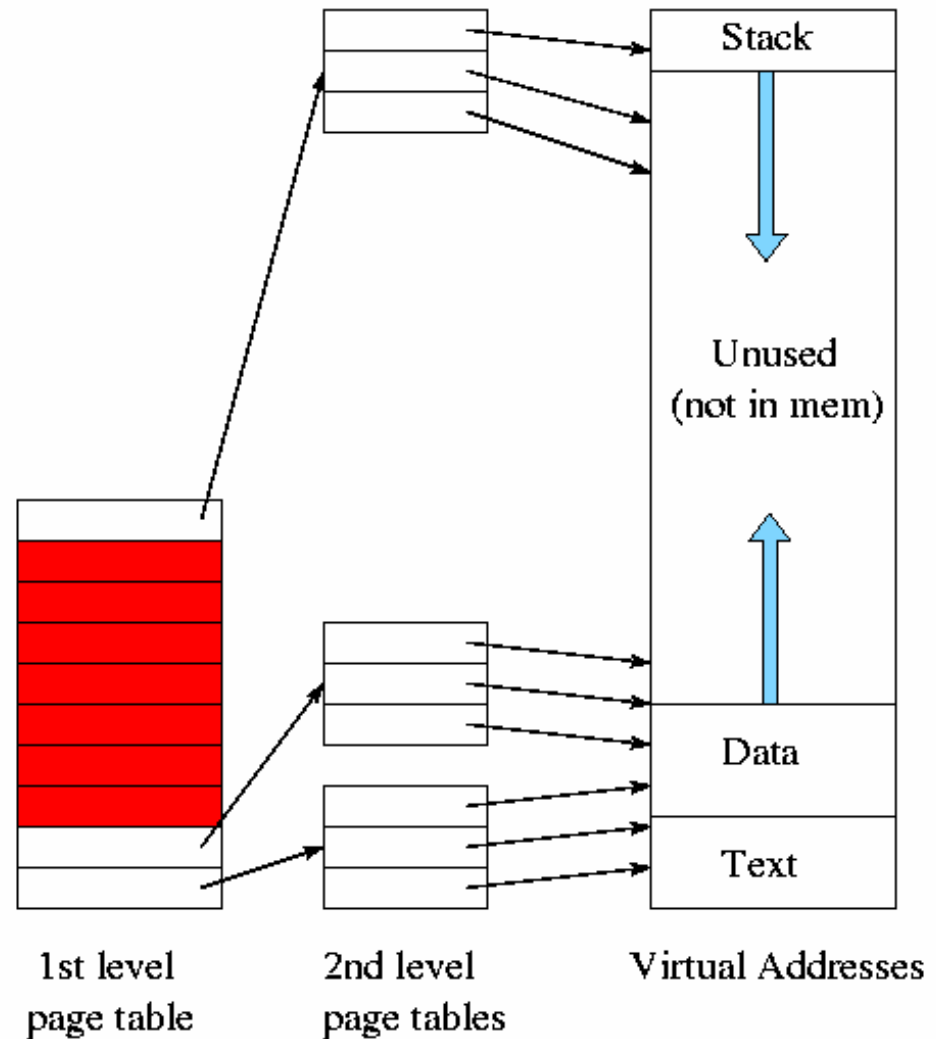 Stack
Unused
(not in mem)
Data
Text
1st level
page table
2nd level
page tables
Virtual Addresses